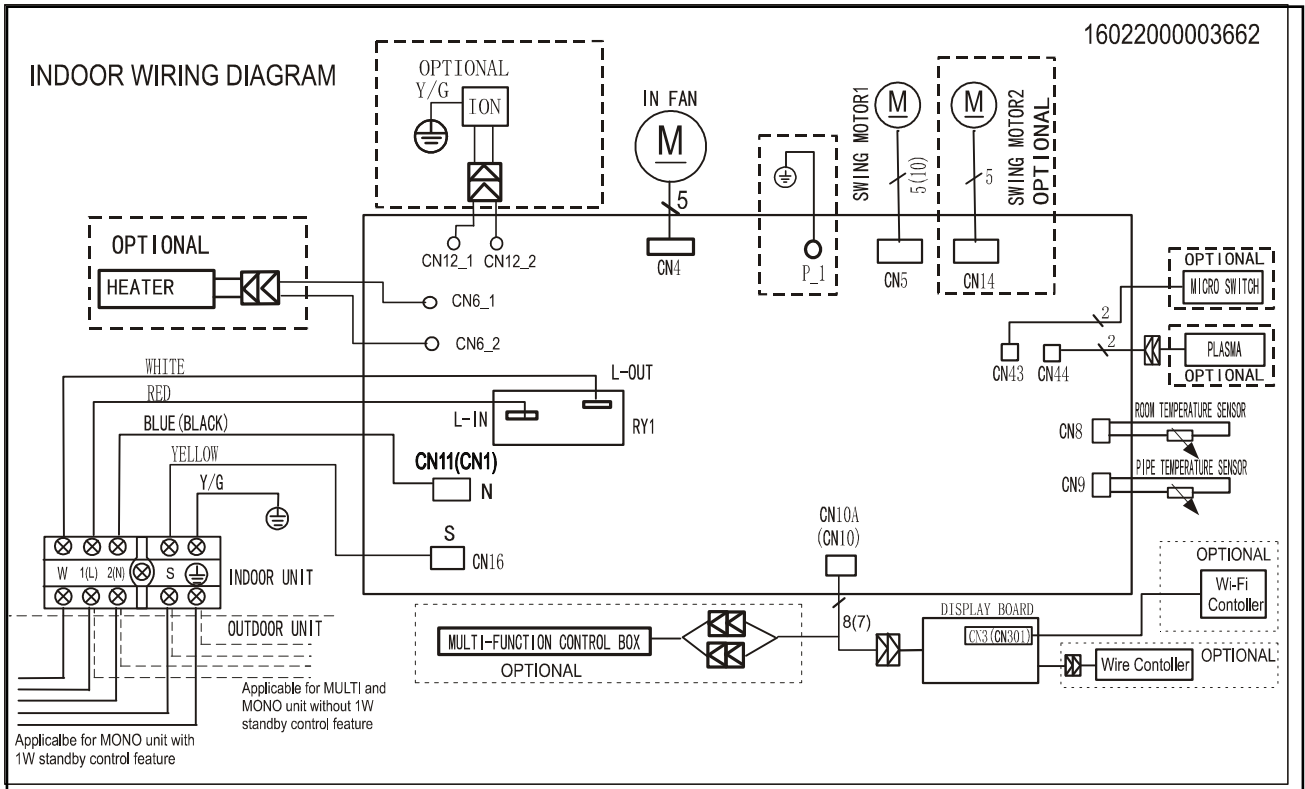 16022000003662
INDOOR WIRING DIAGRAM
OPTIONAL
Y/G
ION
IN FAN
M
5
CN4
CN12_1
CN12_2
P_1
M
SWING MOTOR1
5(10)
CN5
M
SWING MOTOR2
OPTIONAL
5
CN14
OPTIONAL
HEATER
CN6_1
CN6_2
OPTIONAL
MICRO SWITCH
2
CN43
2
CN44
PLASMA
OPTIONAL
WHITE
RED
BLUE(BLACK)
YELLOW
Y/G
L-OUT
L-IN
RY1
CN11(CN1)
N
S
CN16
CN8
ROOM TEMPERATURE SENSOR
CN9
PIPE TEMPERATURE SENSOR
CN10A
(CN10)
8(7)
W 1(L) 2(N) S
INDOOR UNIT
OUTDOOR UNIT
Applicable for MULTI and
MONO unit without 1W
standby control feature
Applicalbe for MONO unit with
1W standby control feature
MULTI-FUNCTION CONTROL BOX
OPTIONAL
DISPLAY BOARD
CN3(CN301)
OPTIONAL
Wi-Fi
Contoller
Wire Contoller
OPTIONAL